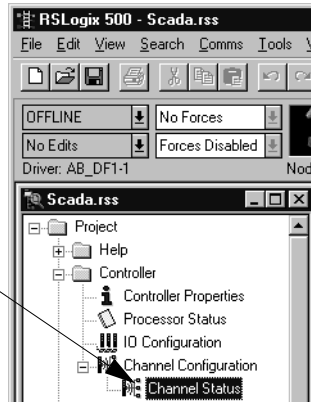 RSLogix 500 - Scada.rss
File Edit View Search Comms Tools
OFFLINE No Forces
No Edits Forces Disabled
Driver: AB_DF1-1 Nod
Scada.rss
Project
Help
Controller
Controller Properties
Processor Status
IO Configuration
Channel Configuration
Channel Status